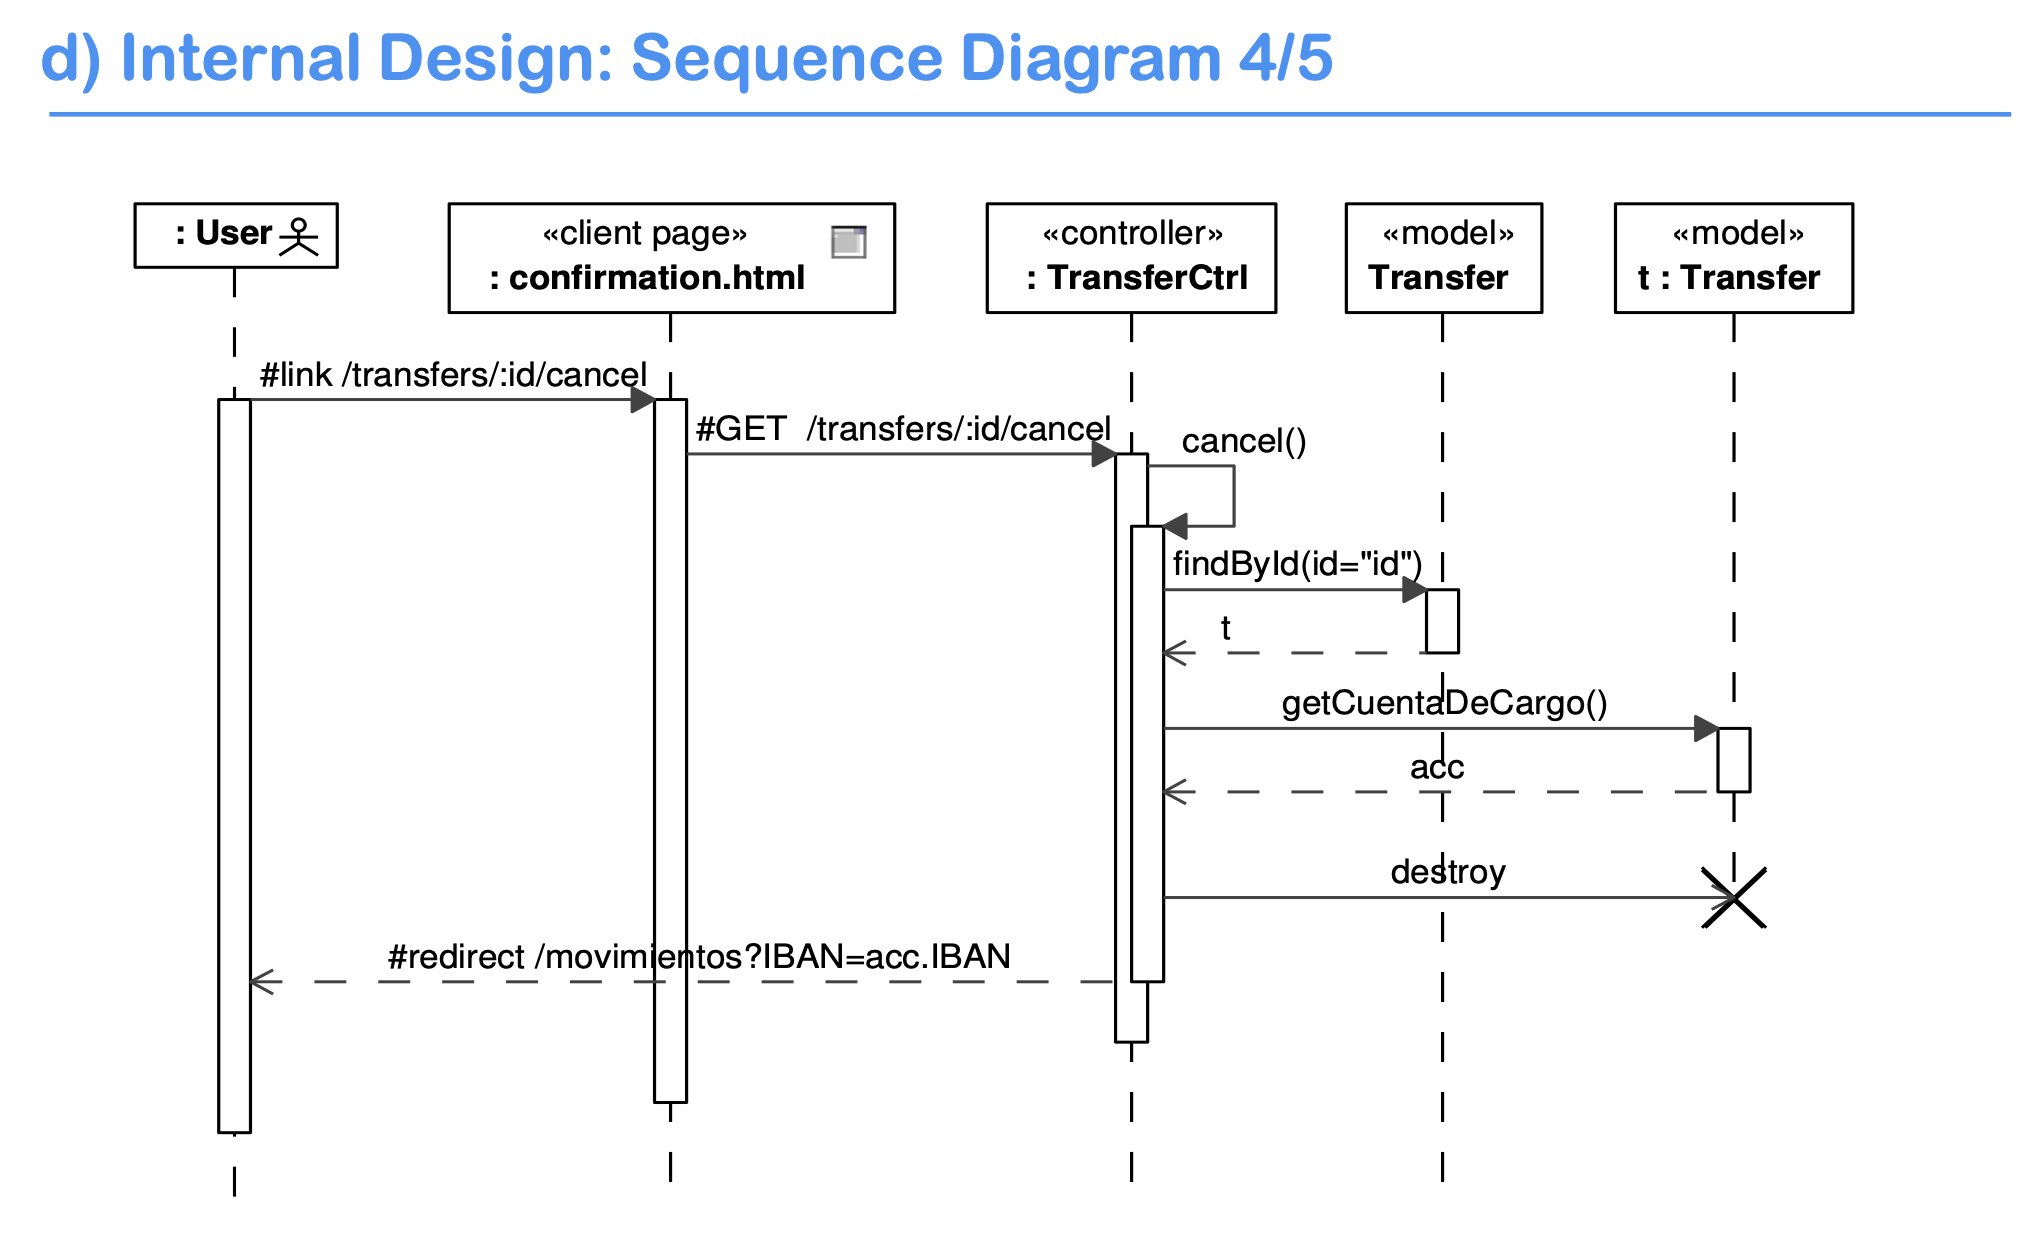 d) Internal Design: Sequence Diagram 4/5
: User
«client page»
: confirmation.html
«controller»
: TransferCtrl
«model»
Transfer
«model»
t : Transfer
#link /transfers/:id/cancel
#GET  /transfers/:id/cancel
cancel()
findById(id="id")
t
getCuentaDeCargo()
acc
destroy
#redirect /movimientos?IBAN=acc.IBAN